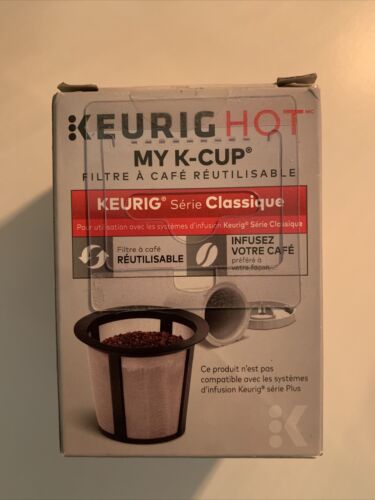 KEURIG HOT MC
MY K-CUP®
FILTRE À CAFÉ RÉUTILISABLE
KEURIG® Série Classique
Pour utilisation avec les systèmes d'infusion Keurig® Série Classique
Filtre à café
RÉUTILISABLE
INFUSEZ
VOTRE CAFÉ
préféré à
votre façon.
Ce produit n'est pas
compatible avec les systèmes
d'infusion Keurig® série Plus